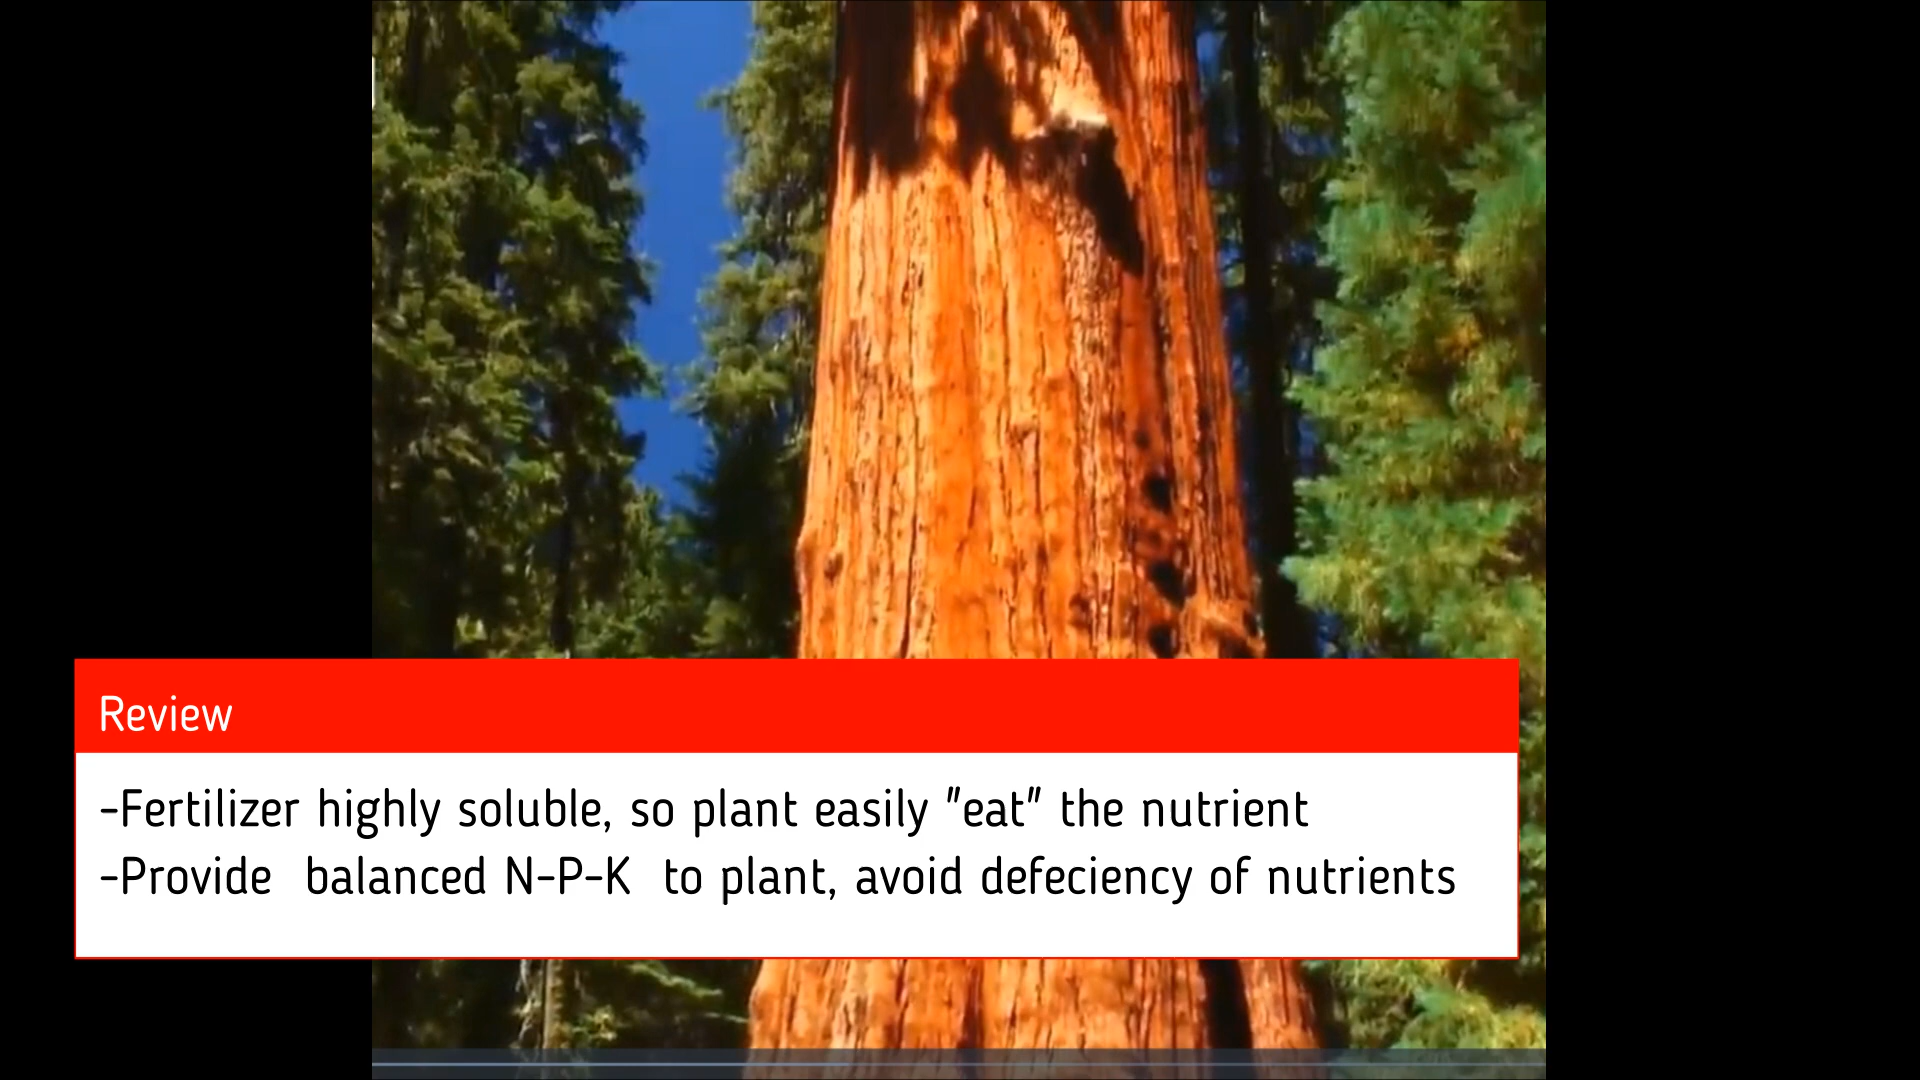 Review
-Fertilizer highly soluble, so plant easily "eat" the nutrient
-Provide  balanced N-P-K  to plant, avoid defeciency of nutrients